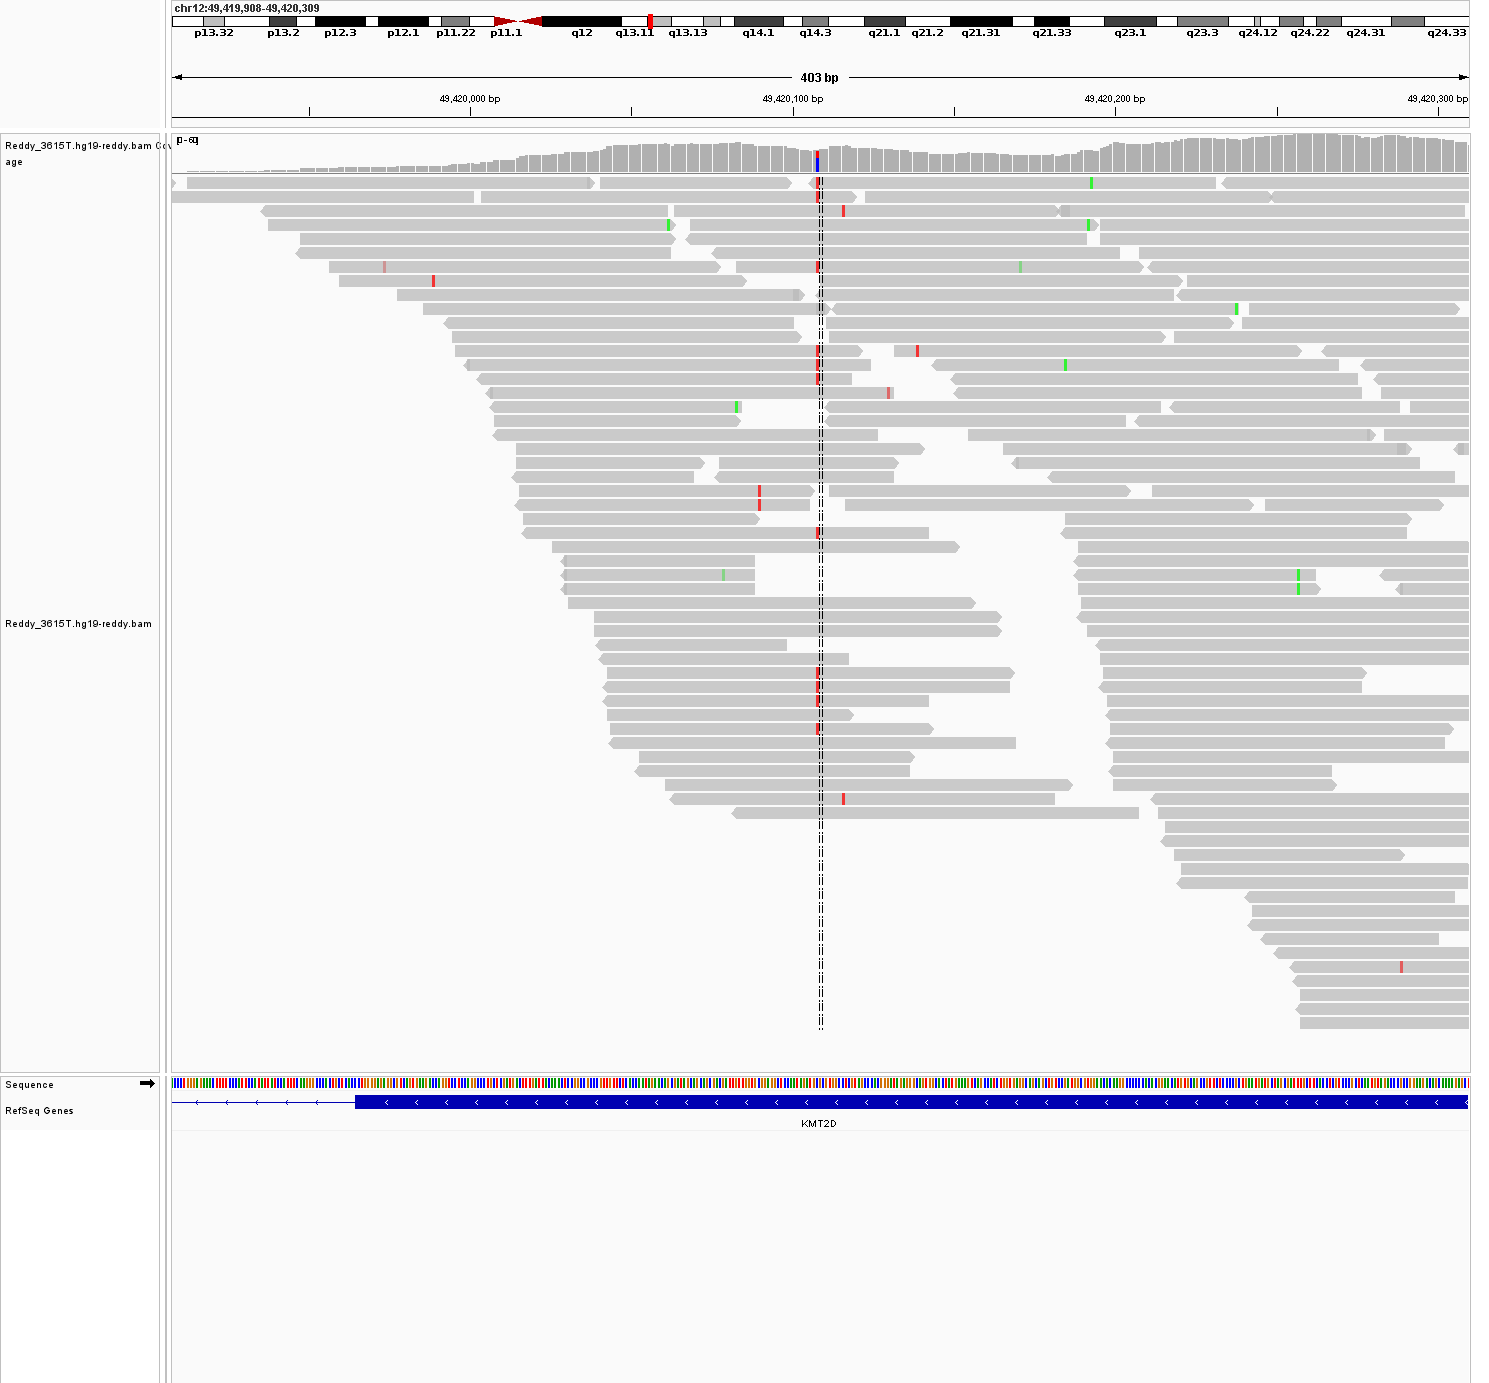 chr12:49,419,908-49,420,309
p13.32 p13.2 p12.3 p12.1 p11.22 p11.1 q12 q13.11 q13.13 q14.1 q14.3 q21.1 q21.2 q21.31 q21.33 q23.1 q23.3 q24.12 q24.22 q24.31 q24.33
403 bp
49,420,000 bp 49,420,100 bp 49,420,200 bp 49,420,300 bp
Reddy_3615T.hg19-reddy.bam Cov
age
[0 - 60]
Reddy_3615T.hg19-reddy.bam
Sequence
RefSeq Genes
KMT2D